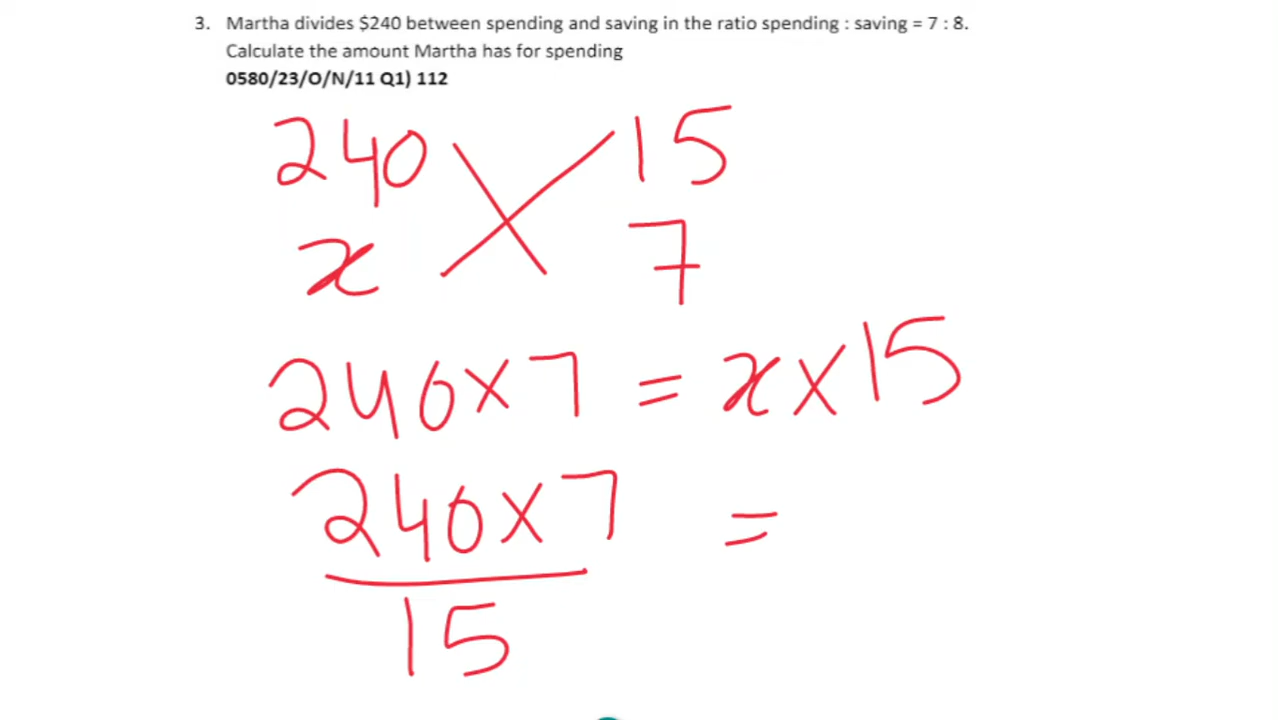 3. Martha divides $240 between spending and saving in the ratio spending : saving = 7 : 8.
Calculate the amount Martha has for spending
0580/23/O/N/11 Q1) 112
240 15
x 7
240 × 7 = x × 15
240 × 7 =
15